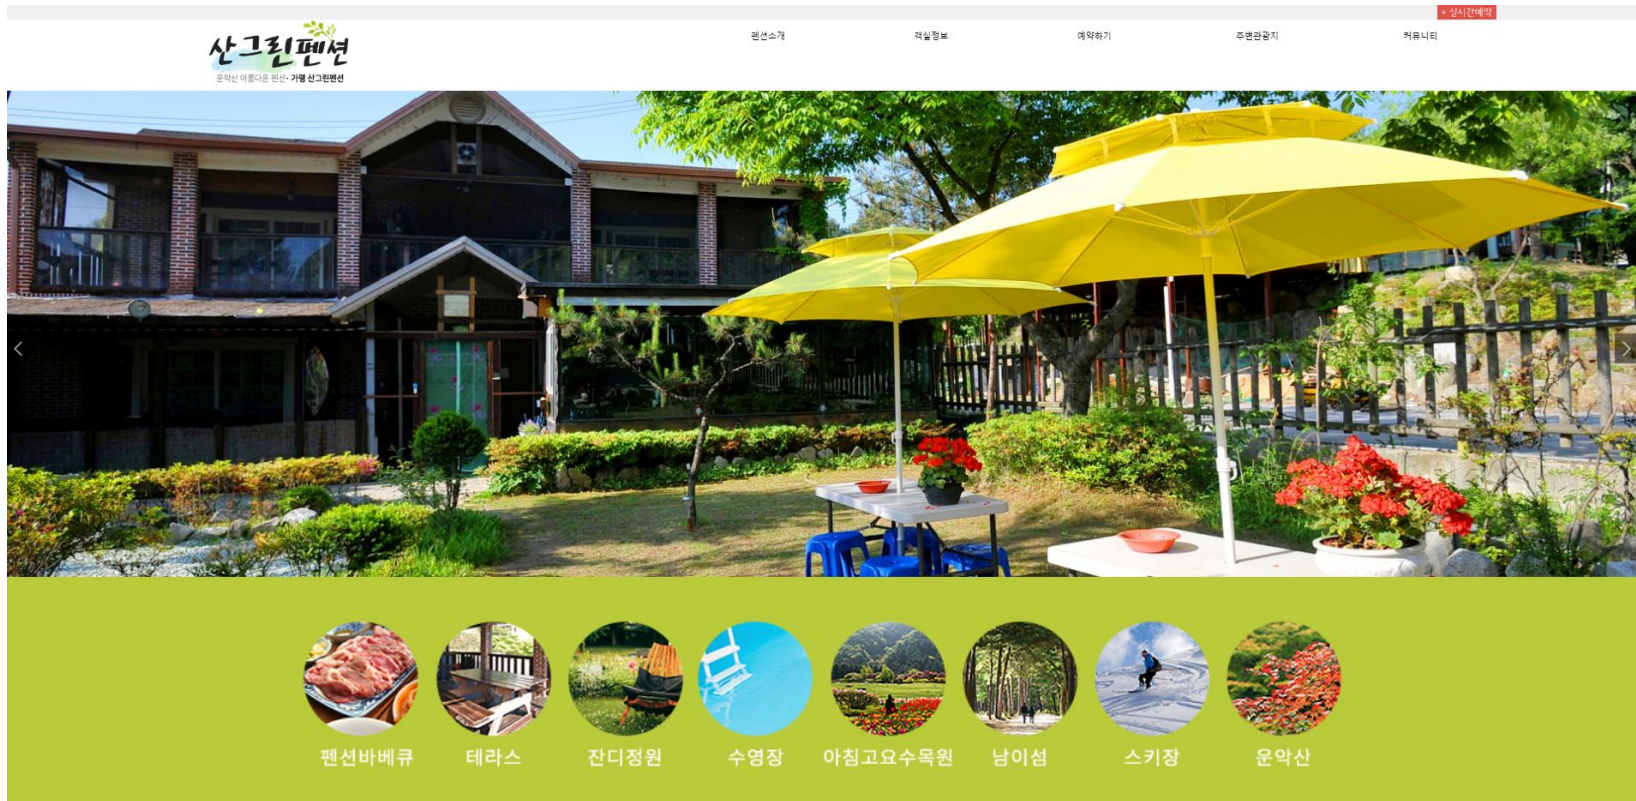 + 실시간예약
산그린펜션
운악산 아름다운 펜션· 가평 산그린펜션
펜션소개
객실정보
예약하기
주변관광지
커뮤니티
펜션바베큐
테라스
잔디정원
수영장
아침고요수목원
남이섬
스키장
운악산